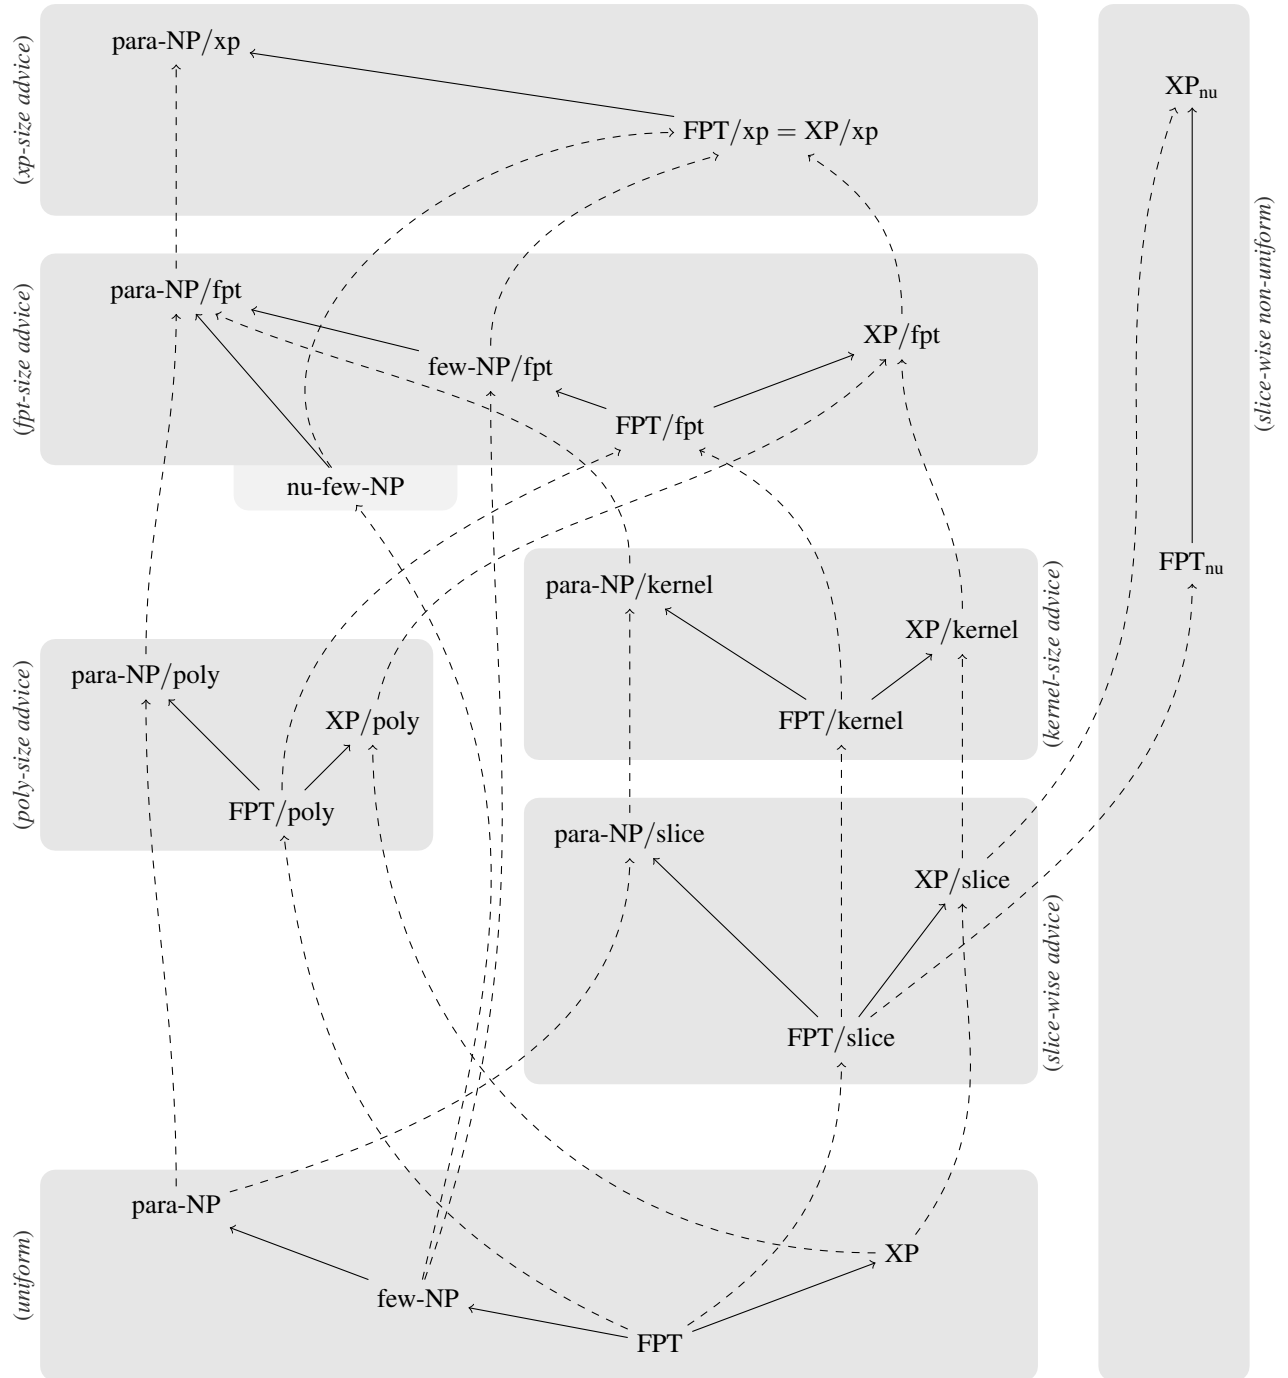 para-NP/xp
FPT/xp = XP/xp
(xp-size advice)
XP_nu
para-NP/fpt
few-NP/fpt
XP/fpt
FPT/fpt
(fpt-size advice)
(slice-wise non-uniform)
nu-few-NP
FPT_nu
para-NP/kernel
XP/kernel
FPT/kernel
(kernel-size advice)
para-NP/poly
XP/poly
FPT/poly
(poly-size advice)
para-NP/slice
XP/slice
FPT/slice
(slice-wise advice)
para-NP
XP
few-NP
FPT
(uniform)